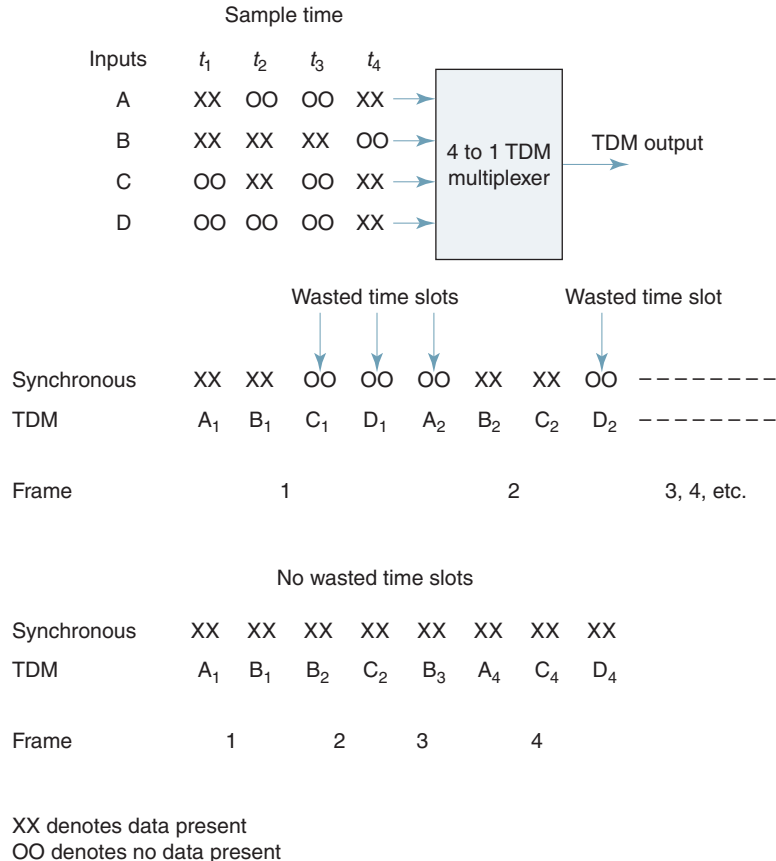 Sample time
Inputs t1 t2 t3 t4
A XX OO OO XX
B XX XX XX OO
C OO XX OO XX
D OO OO OO XX
4 to 1 TDM
multiplexer
TDM output
Wasted time slots Wasted time slot
Synchronous XX XX OO OO OO XX XX OO
TDM A1 B1 C1 D1 A2 B2 C2 D2
Frame 1 2 3, 4, etc.
No wasted time slots
Synchronous XX XX XX XX XX XX XX XX
TDM A1 B1 B2 C2 B3 A4 C4 D4
Frame 1 2 3 4
XX denotes data present
OO denotes no data present